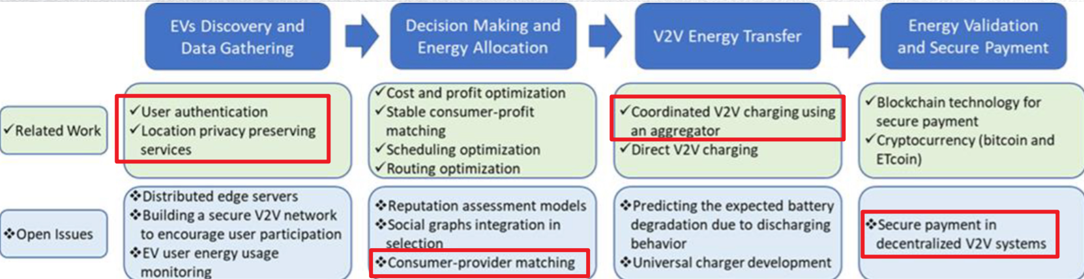 EVs Discovery and
Data Gathering
Decision Making and
Energy Allocation
V2V Energy Transfer
Energy Validation
and Secure Payment
✓Related Work
✓User authentication
✓Location privacy preserving
services
✓Cost and profit optimization
✓Stable consumer-profit
matching
✓Scheduling optimization
✓Routing optimization
✓Coordinated V2V charging using
an aggregator
✓Direct V2V charging
✓Blockchain technology for
secure payment
✓Cryptocurrency (bitcoin and
ETcoin)
❖Open Issues
❖Distributed edge servers
❖Building a secure V2V network
to encourage user participation
❖EV user energy usage
monitoring
❖Reputation assessment models
❖Social graphs integration in
selection
❖Consumer-provider matching
❖Predicting the expected battery
degradation due to discharging
behavior
❖Universal charger development
❖Secure payment in
decentralized V2V systems